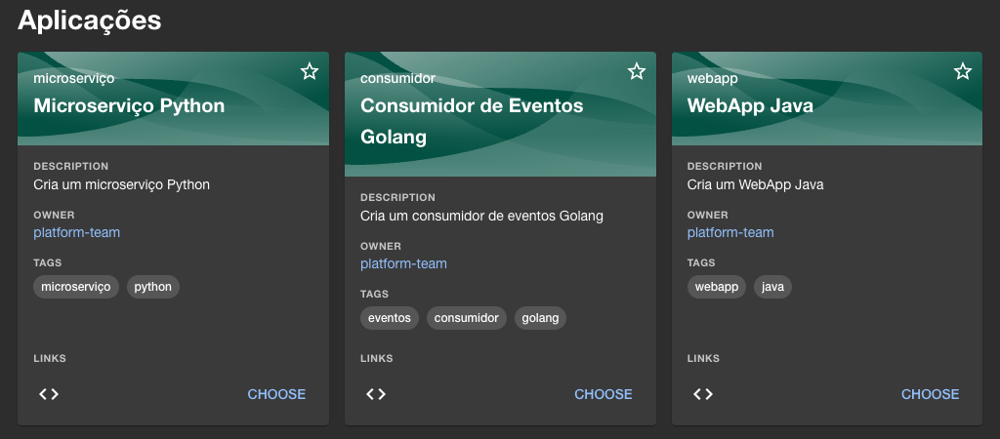 Aplicações
microserviço
Microserviço Python
DESCRIPTION
Cria um microserviço Python
OWNER
platform-team
TAGS
microserviço
python
LINKS
CHOOSE
consumidor
Consumidor de Eventos
Golang
DESCRIPTION
Cria um consumidor de eventos Golang
OWNER
platform-team
TAGS
eventos
consumidor
golang
LINKS
CHOOSE
webapp
WebApp Java
DESCRIPTION
Cria um WebApp Java
OWNER
platform-team
TAGS
webapp
java
LINKS
CHOOSE